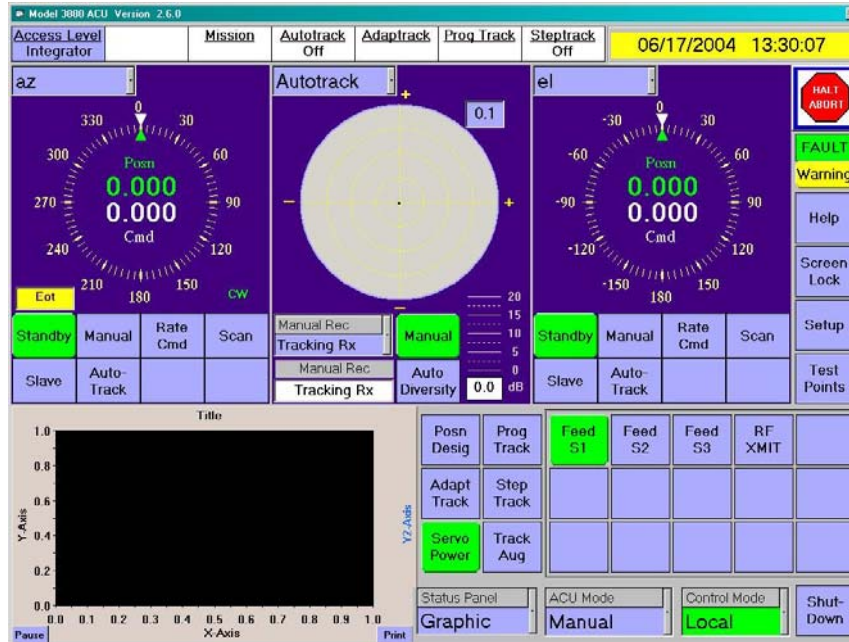 Model 3880 ACU Version 2.6.0
Access Level
Integrator
Mission
Autotrack
Off
Adaptrack
Prog Track
Steptrack
Off
06/17/2004 13:30:07
az
0
30
60
90
120
150
180
210
240
270
300
330
Posn
0.000
0.000
Cmd
Eot
CW
Autotrack
0.1
+
-
+
-
el
0
30
60
90
120
150
180
-150
-120
-90
-60
-30
Posn
0.000
0.000
Cmd
HALT
ABORT
FAULT
Warning
Help
Screen
Lock
Setup
Test
Points
Standby
Manual
Rate
Cmd
Scan
Slave
Auto-
Track
Manual Rec
Tracking Rx
Manual Rec
Tracking Rx
Manual
Auto
Diversity
20
15
10
5
0
0.0 dB
Standby
Manual
Rate
Cmd
Scan
Slave
Auto-
Track
Title
1.0
0.8
0.6
0.4
0.2
0.0
Y-Axis
Y2-Axis
0.0 0.1 0.2 0.3 0.4 0.5 0.6 0.7 0.8 0.9 1.0
X-Axis
Pause
Print
Posn
Desig
Prog
Track
Adapt
Track
Step
Track
Servo
Power
Track
Aug
Feed
S1
Feed
S2
Feed
S3
RF
XMIT
Status Panel
Graphic
ACU Mode
Manual
Control Mode
Local
Shut-
Down